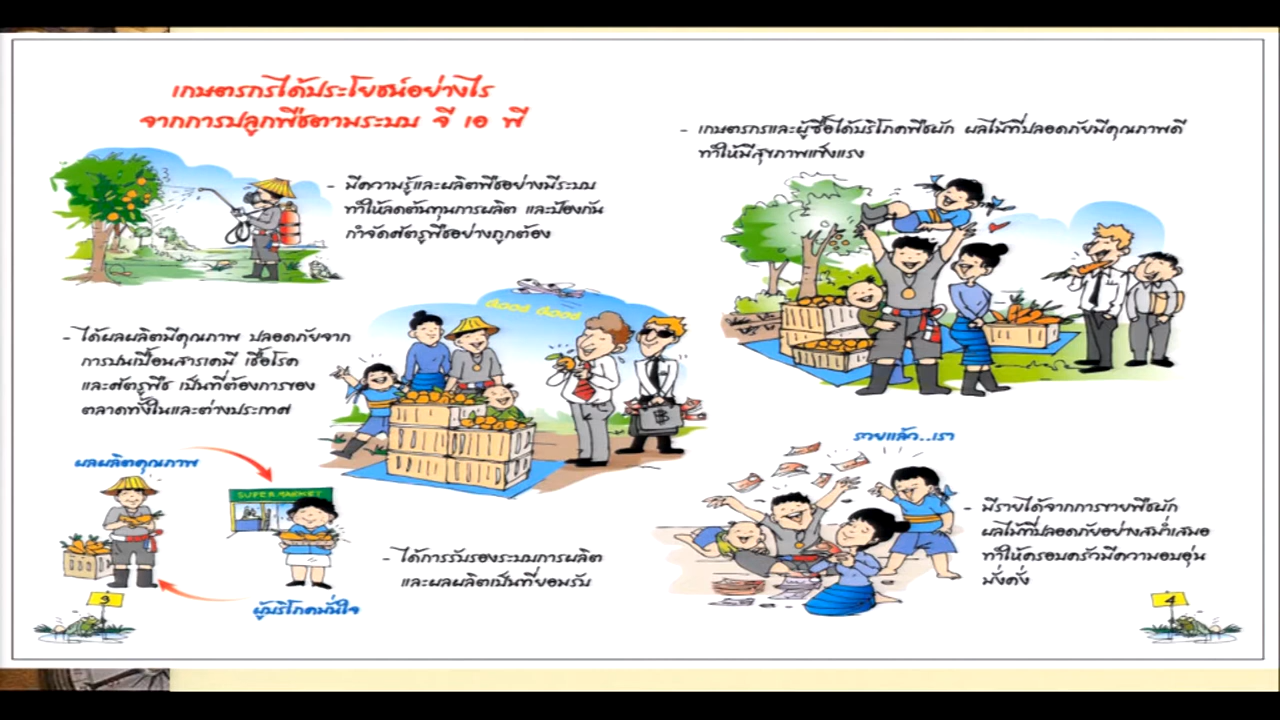 เกษตรกรได้ประโยชน์อย่างไร
จากการปลูกพืชตามระบบ จี เอ พี
- มีความรู้และผลิตพืชอย่างมีระบบ
ทำให้ลดต้นทุนการผลิต และป้องกัน
กำจัดศัตรูพืชอย่างถูกต้อง
- ได้ผลผลิตมีคุณภาพ ปลอดภัยจาก
การปนเปื้อนสารเคมี เชื้อโรค
และศัตรูพืช เป็นที่ต้องการของ
ตลาดทั้งในและต่างประเทศ
ผลผลิตคุณภาพ
SUPER MARKET
- ได้การรับรองระบบการผลิต
และผลผลิตเป็นที่ยอมรับ
ผู้บริโภคมั่นใจ
3
- เกษตรกรและผู้ซื้อได้บริโภคพืชผัก ผลไม้ที่ปลอดภัยมีคุณภาพดี
ทำให้มีสุขภาพแข็งแรง
รวยแล้ว..เรา
- มีรายได้จากการขายพืชผัก
ผลไม้ที่ปลอดภัยอย่างสม่ำเสมอ
ทำให้ครอบครัวมีความอบอุ่น
มั่งคั่ง
4